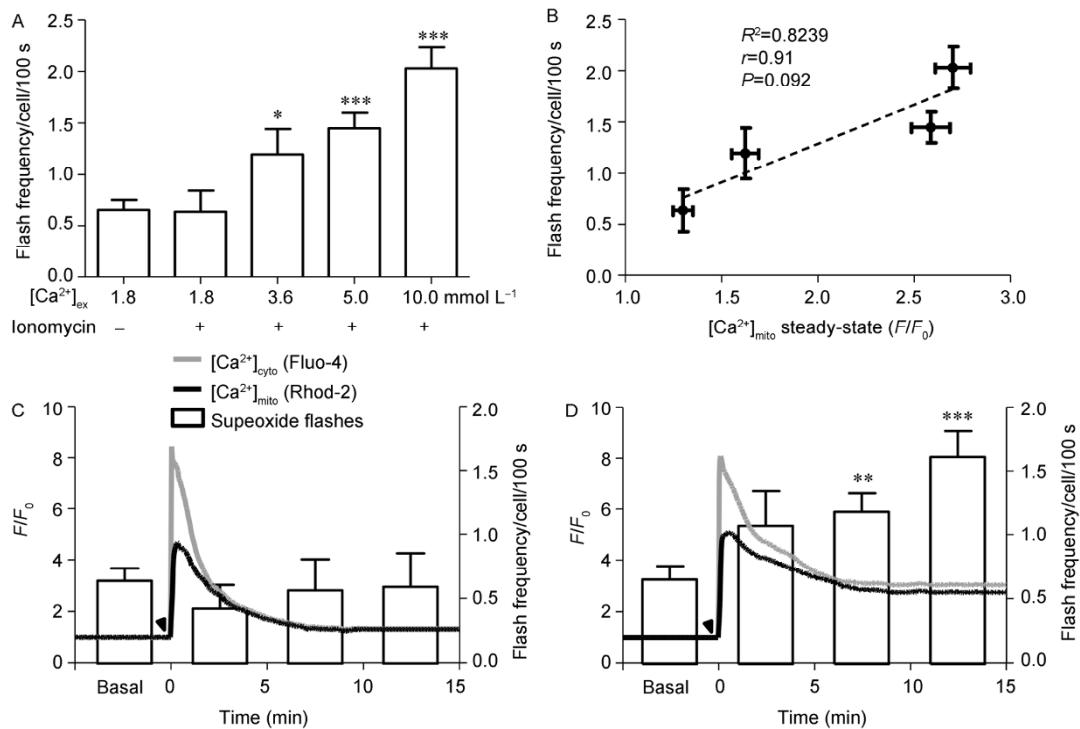 A
Flash frequency/cell/100 s
2.5
2.0
1.5
1.0
0.5
0.0
* *** ***
[Ca²⁺]ex 1.8 1.8 3.6 5.0 10.0 mmol L⁻¹
Ionomycin – + + + +
B
Flash frequency/cell/100 s
2.5
2.0
1.5
1.0
0.5
0.0
R²=0.8239
r=0.91
P=0.092
1.0 1.5 2.0 2.5 3.0
[Ca²⁺]mito steady-state (F/F₀)
[Ca²⁺]cyto (Fluo-4)
[Ca²⁺]mito (Rhod-2)
Supeoxide flashes
C
F/F₀
10
8
6
4
2
0
2.0
1.5
1.0
0.5
0.0
Flash frequency/cell/100 s
Basal 0 5 10 15
Time (min)
D
F/F₀
10
8
6
4
2
0
** ***
2.0
1.5
1.0
0.5
0.0
Flash frequency/cell/100 s
Basal 0 5 10 15
Time (min)